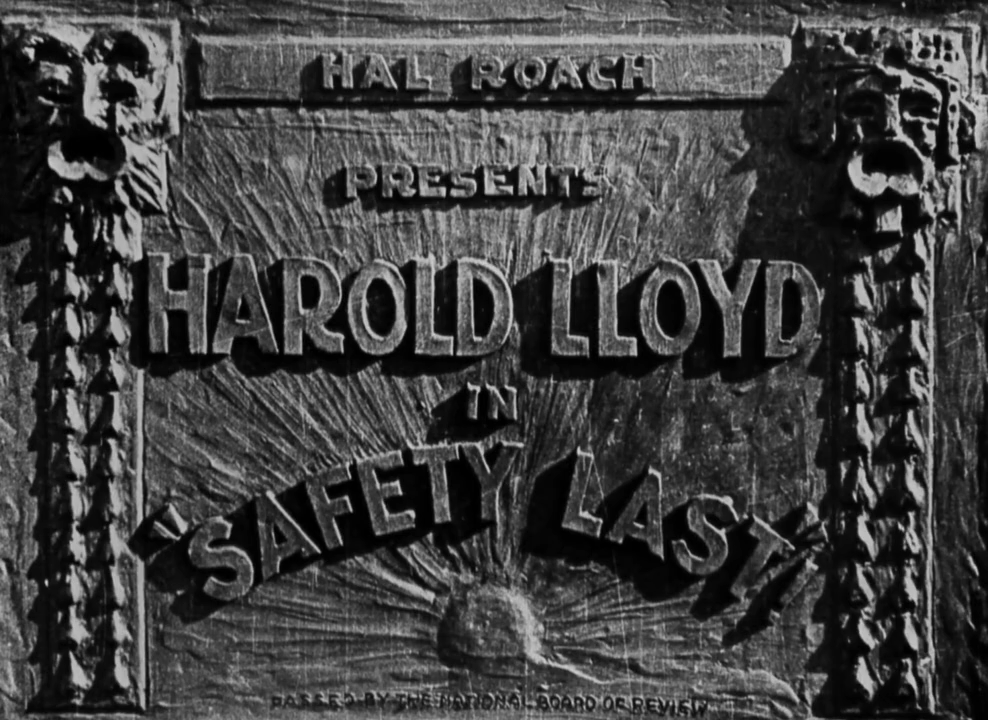 HAL ROACH
PRESENTS
HAROLD LLOYD
IN
"SAFETY LAST"
PASSED BY THE NATIONAL BOARD OF REVIEW